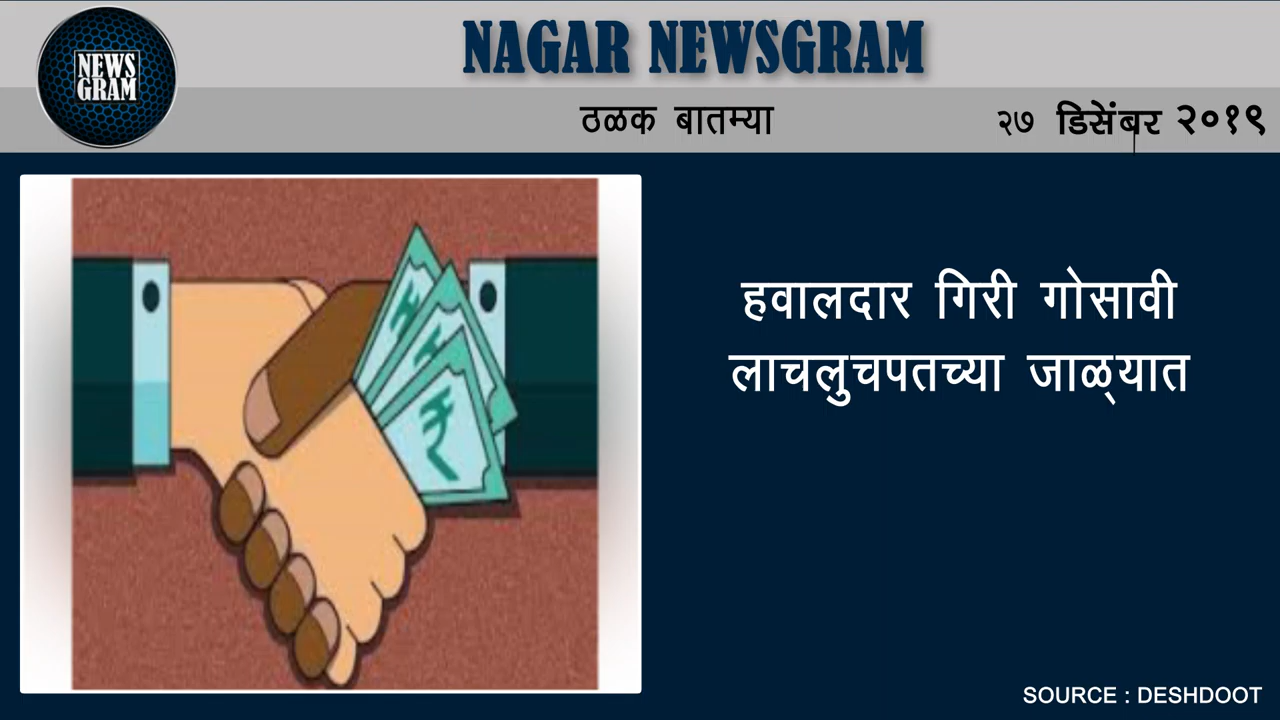 NEWS
GRAM
NAGAR NEWSGRAM
ठळक बातम्या
२७ डिसेंबर २०१९
हवालदार गिरी गोसावी
लाचलुचपतच्या जाळ्यात
SOURCE : DESHDOOT